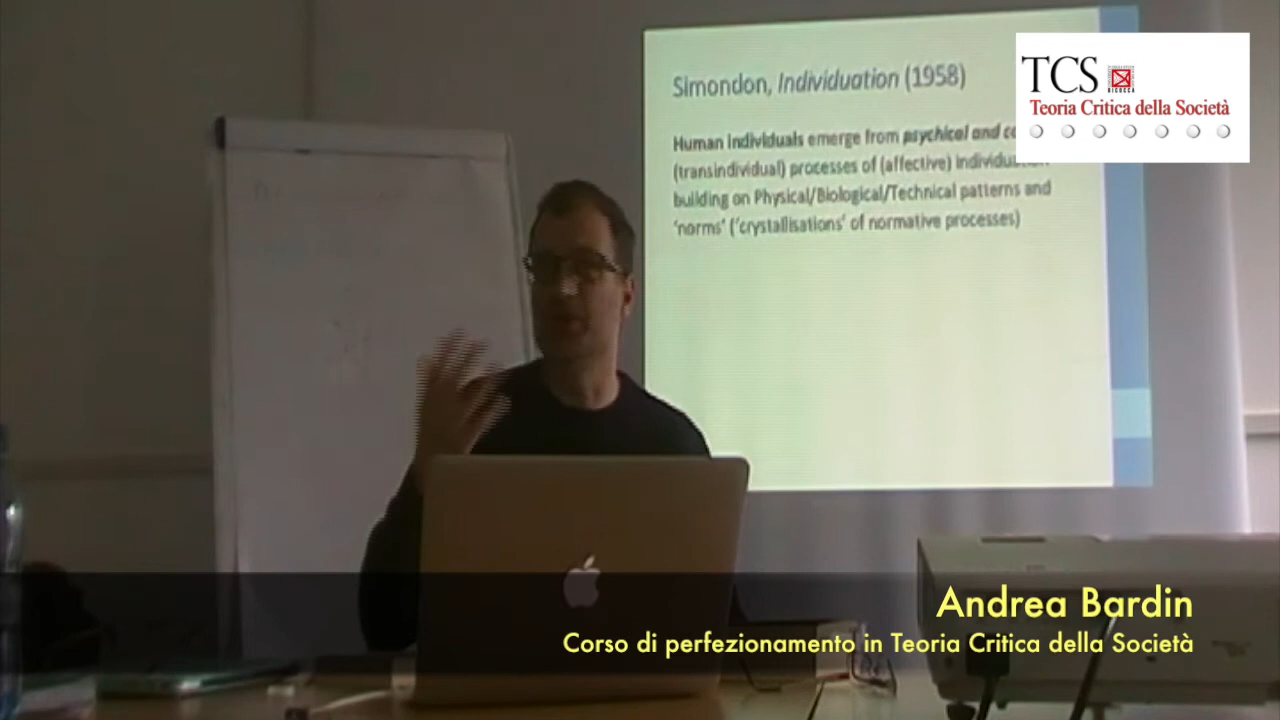 Simondon, Individuation (1958)
Human Individuals emerge from psychical and
(transindividual) processes of (affective)
building on Physical/Biological/Technical patterns and
'norms' ('crystallisations' of normative processes)
TCS
BICOCCA
Teoria Critica della Società
Andrea Bardin
Corso di perfezionamento in Teoria Critica della Società